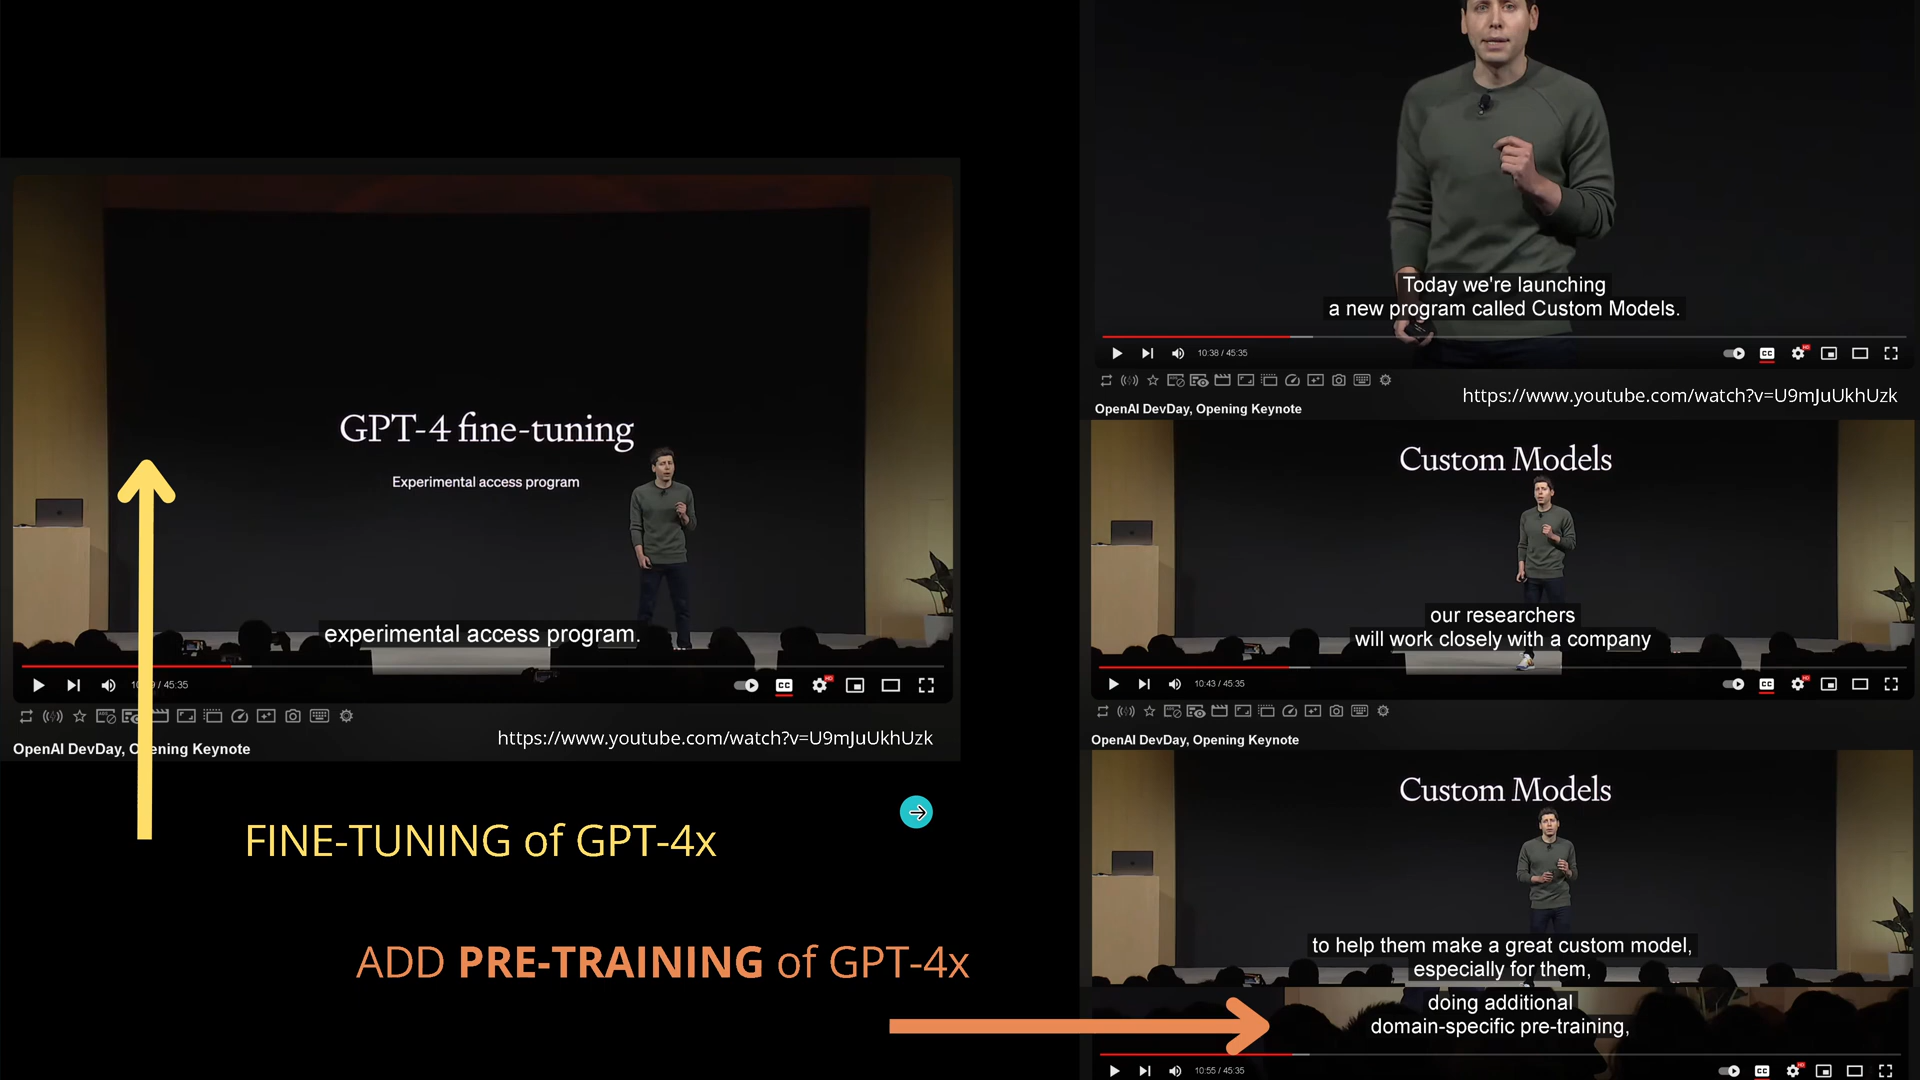 GPT-4 fine-tuning
Experimental access program
experimental access program.
/ 45:35
OpenAI DevDay, Opening Keynote
https://www.youtube.com/watch?v=U9mJuUkhUzk
FINE-TUNING of GPT-4x
ADD PRE-TRAINING of GPT-4x
Today we're launching
a new program called Custom Models.
10:38 / 45:35
https://www.youtube.com/watch?v=U9mJuUkhUzk
OpenAI DevDay, Opening Keynote
Custom Models
our researchers
will work closely with a company
10:43 / 45:35
OpenAI DevDay, Opening Keynote
Custom Models
to help them make a great custom model,
especially for them,
doing additional
domain-specific pre-training,
10:55 / 45:35